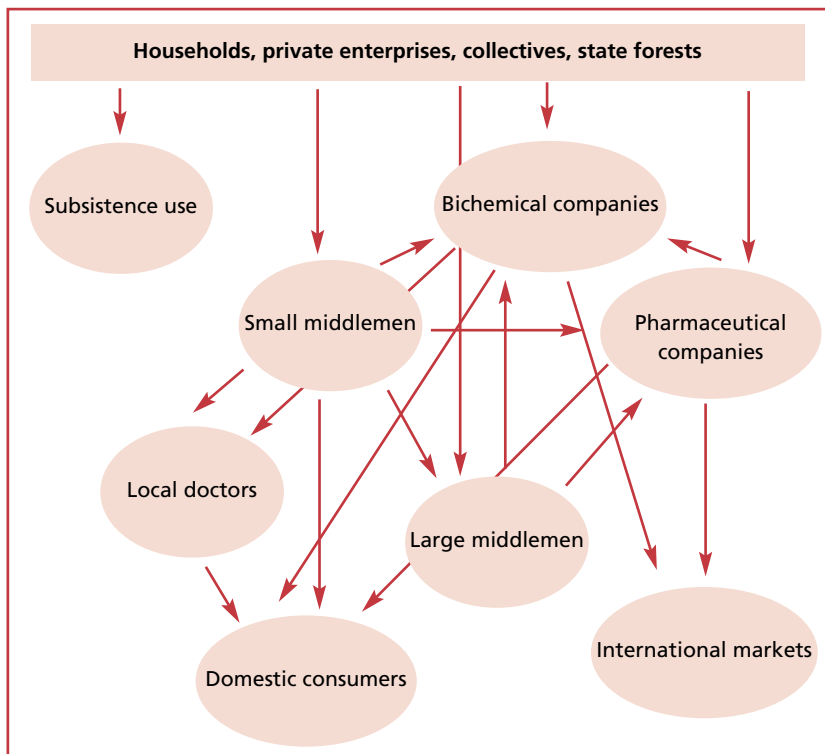 Households, private enterprises, collectives, state forests
Subsistence use
Bichemical companies
Small middlemen
Pharmaceutical
companies
Local doctors
Large middlemen
Domestic consumers
International markets